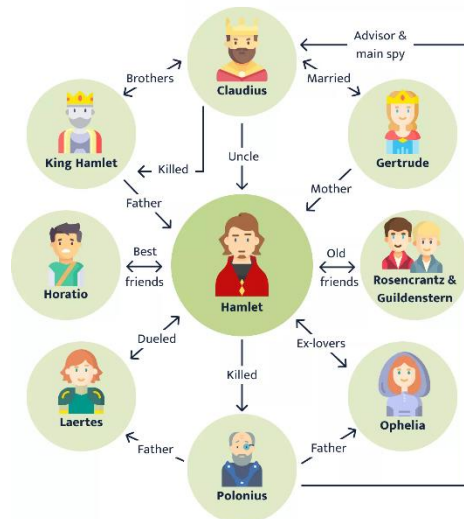 Advisor &
main spy
Claudius
Brothers
Married
King Hamlet
Killed
Uncle
Gertrude
Father
Mother
Best
friends
Old
friends
Horatio
Hamlet
Rosencrantz &
Guildenstern
Dueled
Ex-lovers
Killed
Laertes
Ophelia
Father
Father
Polonius